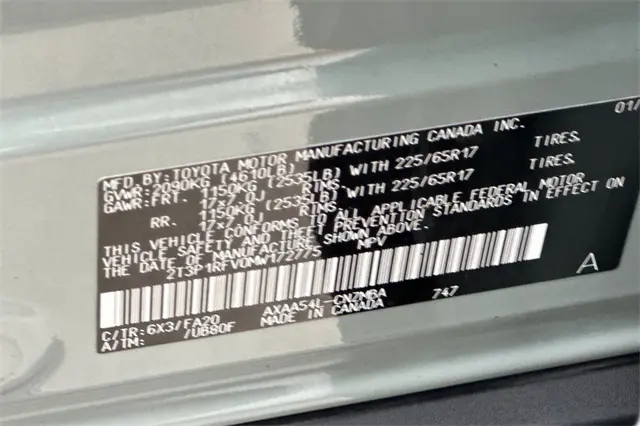 01/
MFD BY: TOYOTA MOTOR MANUFACTURING CANADA INC.
GVWR: 2090KG (4610LB)
GAWR: FRT. 1150KG (2535LB) WITH 225/65R17 TIRES.
17x7.0J RIMS.
RR. 1150KG (2535LB) WITH 225/65R17 TIRES.
17x7.0J RIMS.
THIS VEHICLE CONFORMS TO ALL APPLICABLE FEDERAL MOTOR
VEHICLE SAFETY AND THEFT PREVENTION STANDARDS IN EFFECT ON
THE DATE OF MANUFACTURE SHOWN ABOVE.
2T3P1RFV0MW172775 MPV
A
C/TR: 6X3/FA20 AXAA54L-CNZMBA 747
A/TM: /UB80F MADE IN CANADA